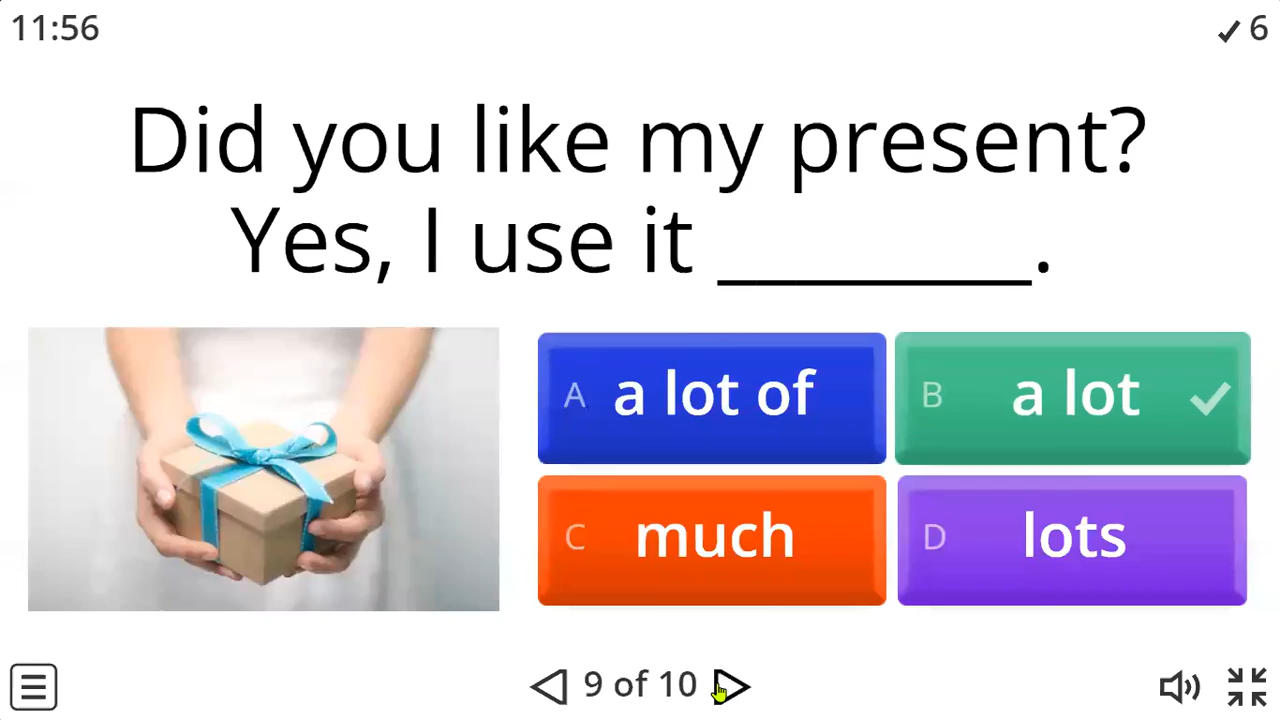 11:56
✓ 6
Did you like my present?
Yes, I use it ________.
A a lot of
B a lot ✓
C much
D lots
9 of 10